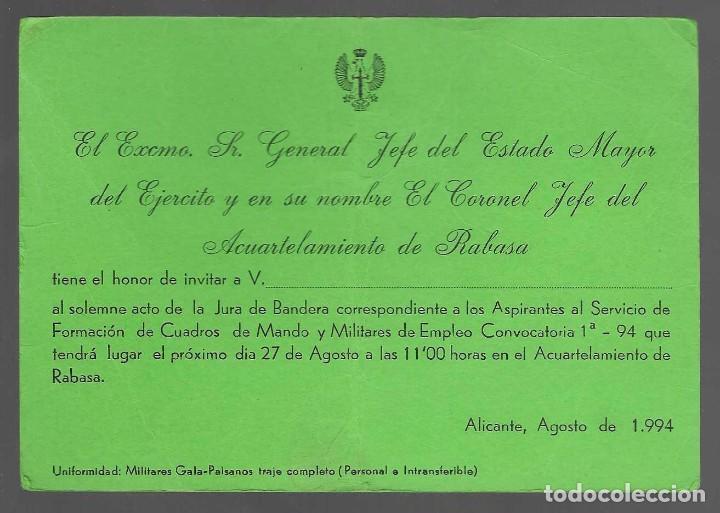 El Excmo. Sr. General Jefe del Estado Mayor
del Ejercito y en su nombre El Coronel Jefe del
Acuartelamiento de Rabasa
tiene el honor de invitar a V.
al solemne acto de la Jura de Bandera correspondiente a los Aspirantes al Servicio de
Formación de Cuadros de Mando y Militares de Empleo Convocatoria 1ª - 94 que
tendrá lugar el próximo dia 27 de Agosto a las 11'00 horas en el Acuartelamiento de
Rabasa.
Alicante, Agosto de 1.994
Uniformidad: Militares Gala-Paisanos traje completo (Personal e Intransferible)
todocoleccion